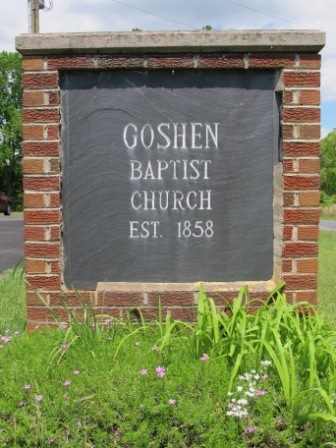 GOSHEN
BAPTIST
CHURCH
EST. 1858